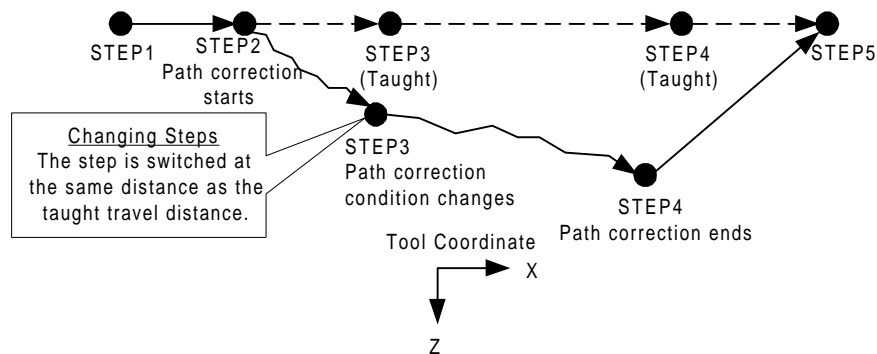 STEP1
STEP2
Path correction
starts
STEP3
(Taught)
STEP4
(Taught)
STEP5
Changing Steps
The step is switched at
the same distance as the
taught travel distance.
STEP3
Path correction
condition changes
STEP4
Path correction ends
Tool Coordinate
X
Z